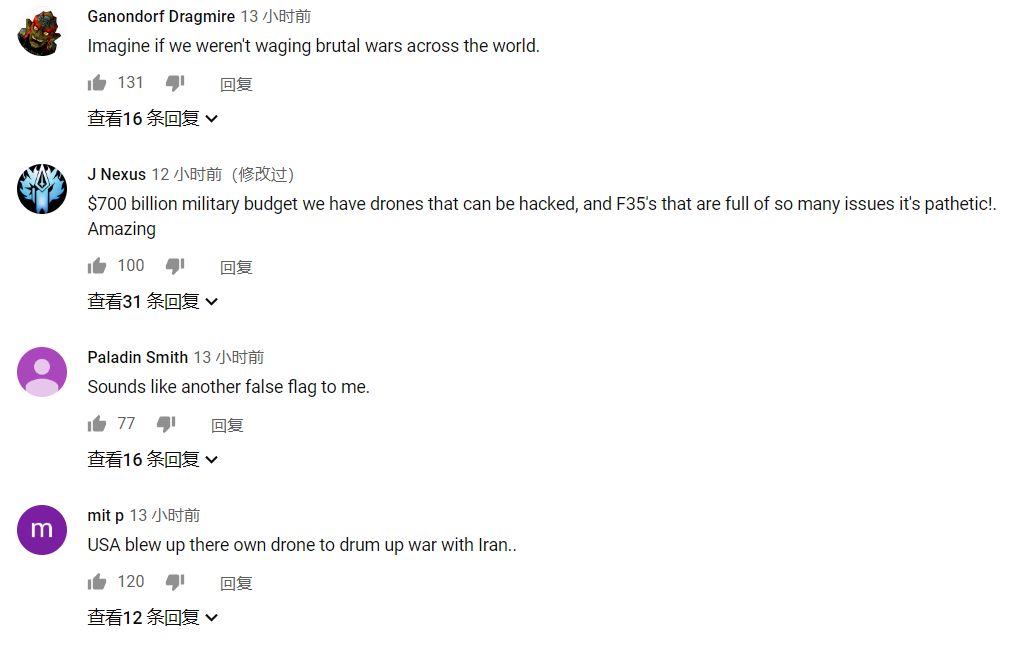 Ganondorf Dragmire 13 小时前
Imagine if we weren't waging brutal wars across the world.
131 回复
查看16 条回复
J Nexus 12 小时前（修改过）
$700 billion military budget we have drones that can be hacked, and F35's that are full of so many issues it's pathetic!.
Amazing
100 回复
查看31 条回复
Paladin Smith 13 小时前
Sounds like another false flag to me.
77 回复
查看16 条回复
m
mit p 13 小时前
USA blew up there own drone to drum up war with Iran..
120 回复
查看12 条回复